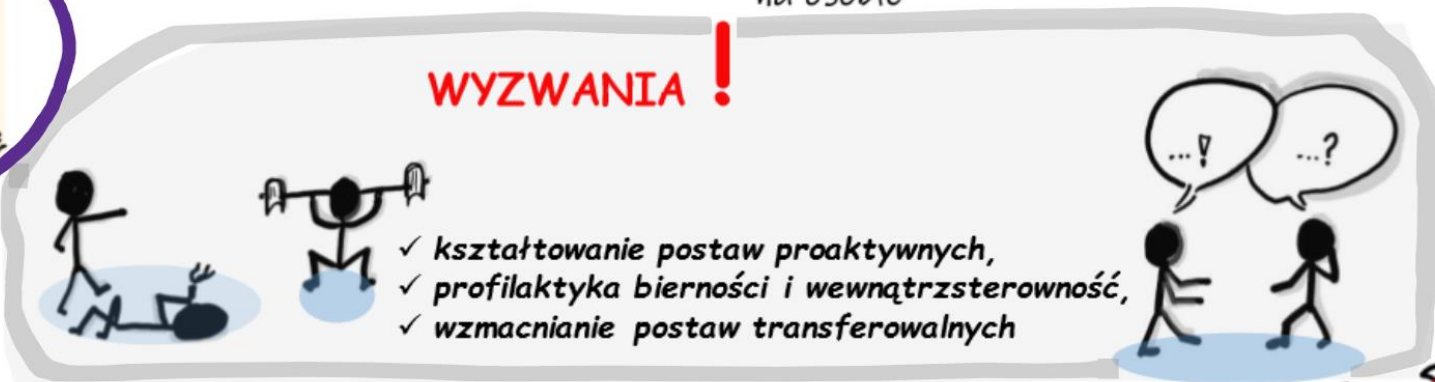 WYZWANIA !
...!
...?
✓ kształtowanie postaw proaktywnych,
✓ profilaktyka bierności i wewnątrzsterowność,
✓ wzmacnianie postaw transferowalnych